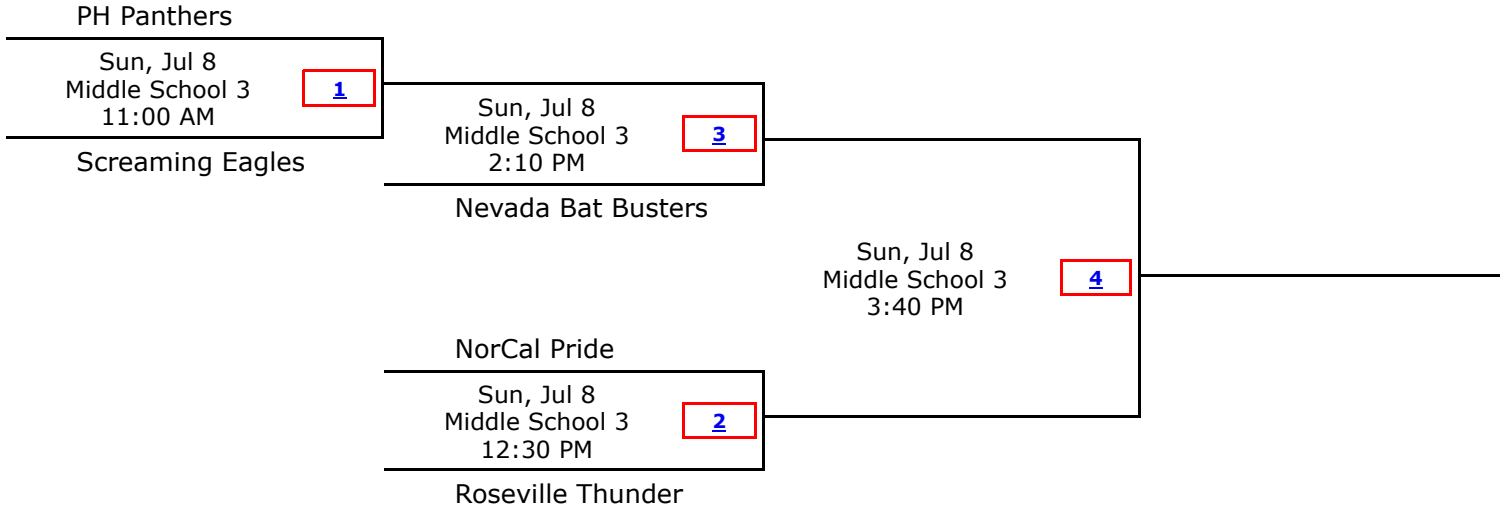 PH Panthers
Sun, Jul 8
Middle School 3
11:00 AM
1
Screaming Eagles
Sun, Jul 8
Middle School 3
2:10 PM
3
Nevada Bat Busters
Sun, Jul 8
Middle School 3
3:40 PM
4
NorCal Pride
Sun, Jul 8
Middle School 3
12:30 PM
2
Roseville Thunder